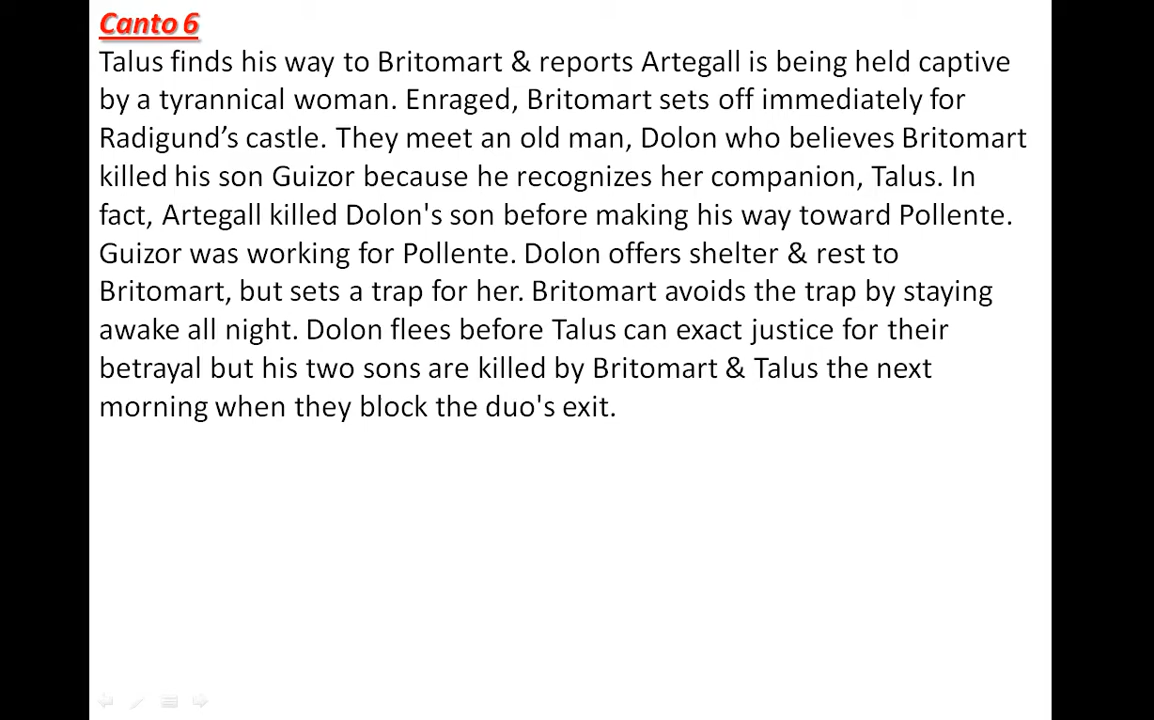 Canto 6
Talus finds his way to Britomart & reports Artegall is being held captive
by a tyrannical woman. Enraged, Britomart sets off immediately for
Radigund’s castle. They meet an old man, Dolon who believes Britomart
killed his son Guizor because he recognizes her companion, Talus. In
fact, Artegall killed Dolon's son before making his way toward Pollente.
Guizor was working for Pollente. Dolon offers shelter & rest to
Britomart, but sets a trap for her. Britomart avoids the trap by staying
awake all night. Dolon flees before Talus can exact justice for their
betrayal but his two sons are killed by Britomart & Talus the next
morning when they block the duo's exit.